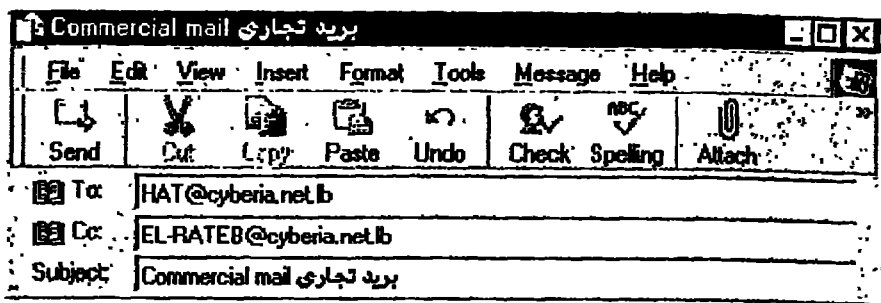 Commercial mail بريد تجاري
File Edit View Insert Format Tools Message Help
Send Cut Copy Paste Undo Check Spelling Attach
To: HAT@cyberia.net.lb
Cc: EL-RATEB@cyberia.net.lb
Subject: Commercial mail بريد تجاري